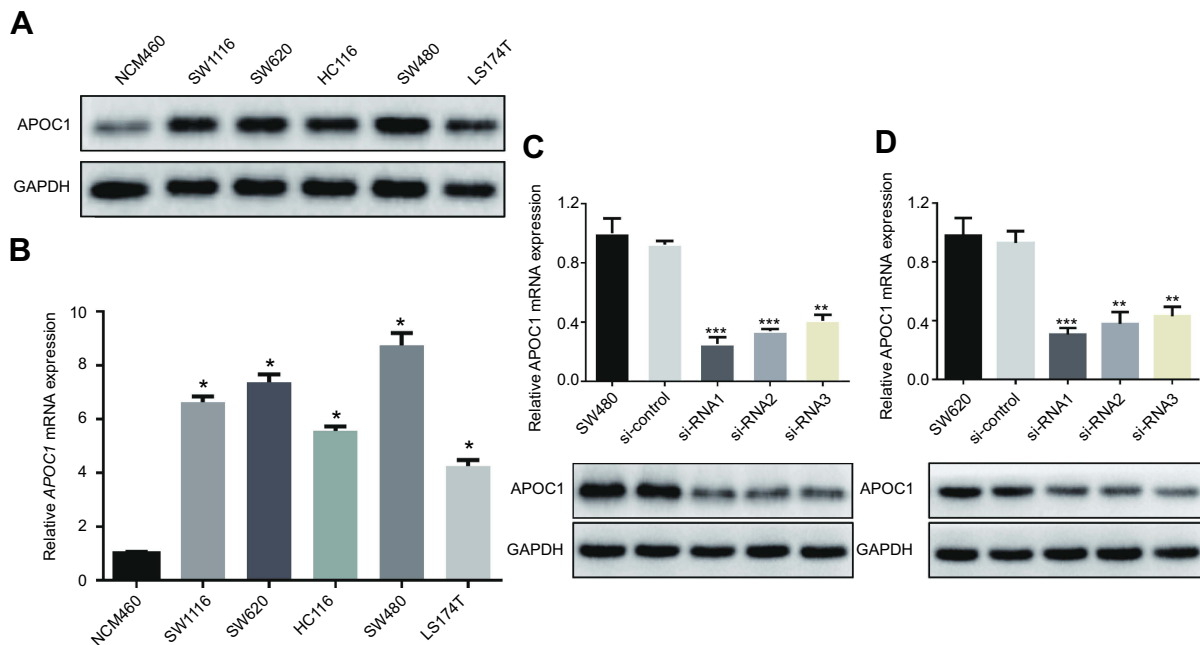 A
NCM460 SW1116 SW620 HC116 SW480 LS174T
APOC1
GAPDH
B
Relative APOC1 mRNA expression
10
8
6
4
2
0
* * * * *
NCM460 SW1116 SW620 HC116 SW480 LS174T
C
Relative APOC1 mRNA expression
1.2
0.8
0.4
0.0
*** *** **
SW480 si-control si-RNA1 si-RNA2 si-RNA3
APOC1
GAPDH
D
Relative APOC1 mRNA expression
1.2
0.8
0.4
0.0
*** ** **
SW620 si-control si-RNA1 si-RNA2 si-RNA3
APOC1
GAPDH